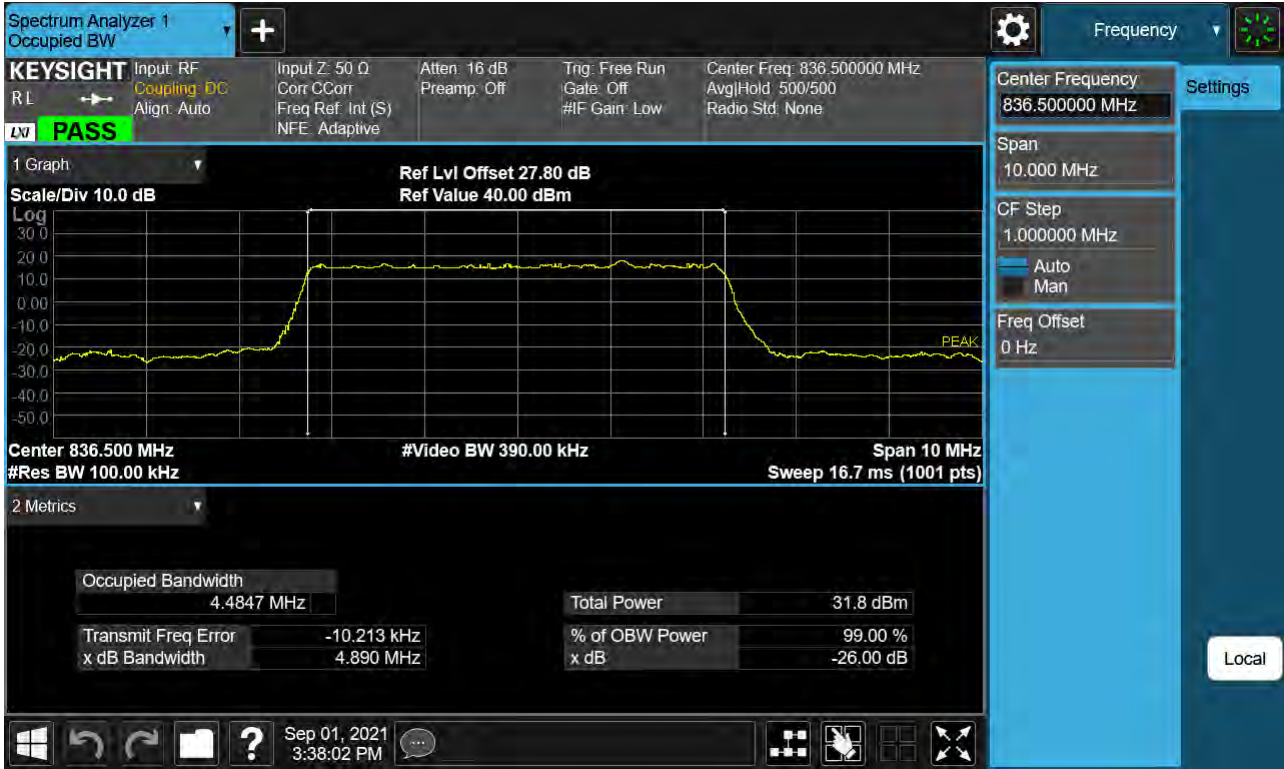 Spectrum Analyzer 1
Occupied BW
+
Frequency
KEYSIGHT
R L
LXI
PASS
Input: RF
Coupling: DC
Align: Auto
Input Z: 50 Ω
Corr CCorr
Freq Ref: Int (S)
NFE: Adaptive
Atten: 16 dB
Preamp: Off
Trig: Free Run
Gate: Off
#IF Gain: Low
Center Freq: 836.500000 MHz
Avg|Hold: 500/500
Radio Std: None
Center Frequency
836.500000 MHz
Settings
Span
10.000 MHz
CF Step
1.000000 MHz
Auto
Man
Freq Offset
0 Hz
Local
1 Graph
Scale/Div 10.0 dB
Ref Lvl Offset 27.80 dB
Ref Value 40.00 dBm
Log
30.0
20.0
10.0
0.00
-10.0
-20.0
-30.0
-40.0
-50.0
PEAK
Center 836.500 MHz
#Video BW 390.00 kHz
Span 10 MHz
#Res BW 100.00 kHz
Sweep 16.7 ms (1001 pts)
2 Metrics
Occupied Bandwidth
4.4847 MHz
Total Power 31.8 dBm
Transmit Freq Error -10.213 kHz
% of OBW Power 99.00 %
x dB Bandwidth 4.890 MHz
x dB -26.00 dB
?
Sep 01, 2021
3:38:02 PM